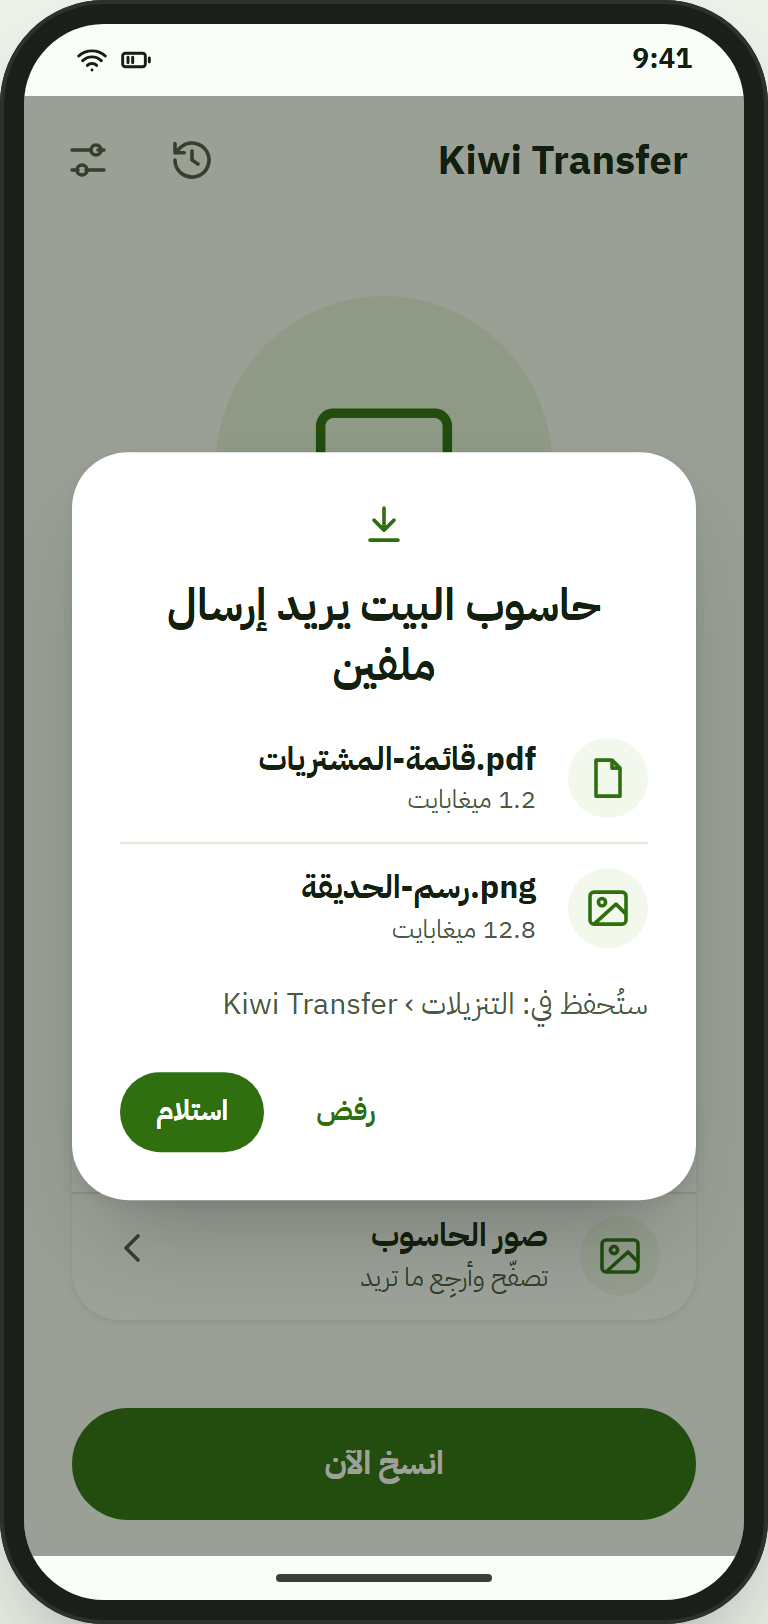 9:41
Kiwi Transfer
حاسوب البيت يريد إرسال
ملفين
قائمة-المشتريات.pdf
1.2 ميغابايت
رسم-الحديقة.png
12.8 ميغابايت
ستُحفظ في: التنزيلات › Kiwi Transfer
رفض
استلام
صور الحاسوب
تصفّح وأرجِع ما تريد
انسخ الآن